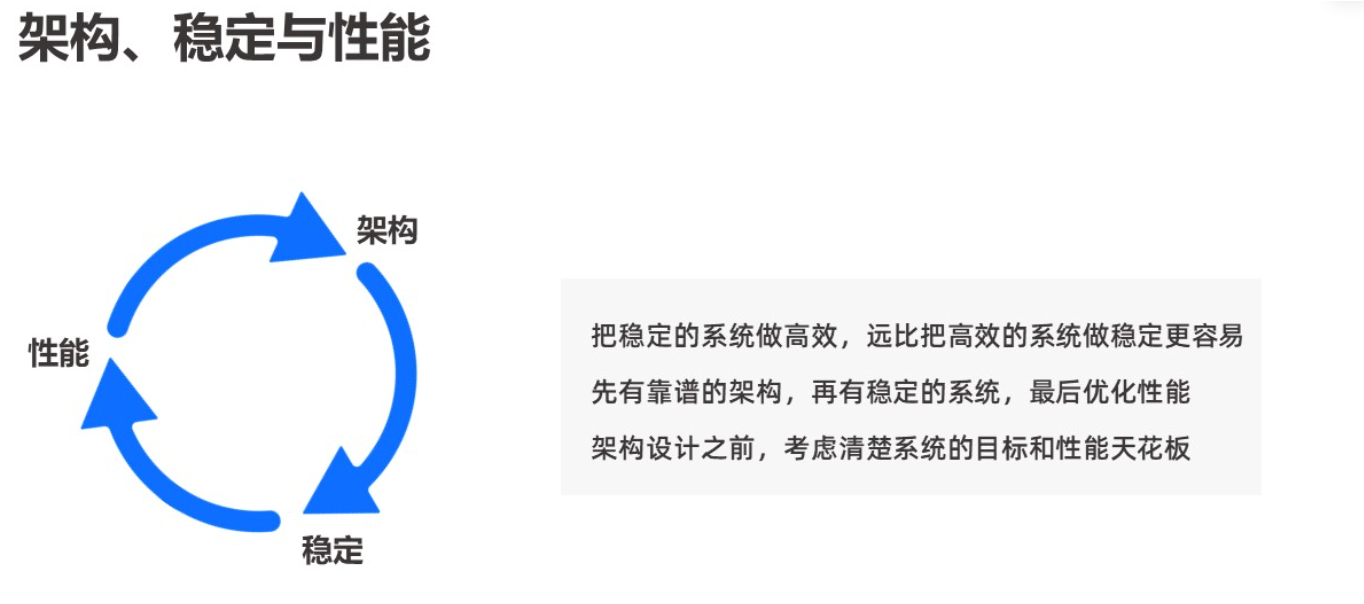 架构、稳定与性能
架构
性能
稳定
把稳定的系统做高效，远比把高效的系统做稳定更容易
先有靠谱的架构，再有稳定的系统，最后优化性能
架构设计之前，考虑清楚系统的目标和性能天花板